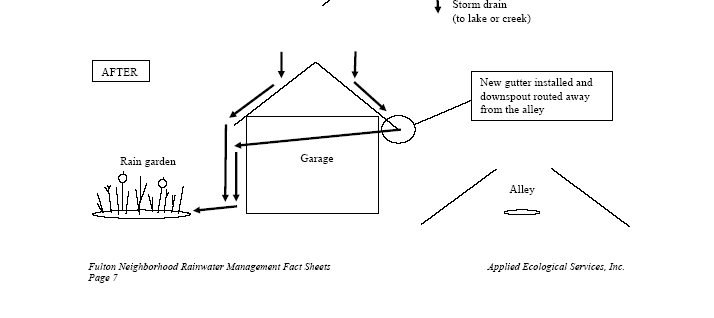 Storm drain
(to lake or creek)
AFTER
New gutter installed and
downspout routed away
from the alley
Rain garden
Garage
Alley
Fulton Neighborhood Rainwater Management Fact Sheets
Page 7
Applied Ecological Services, Inc.